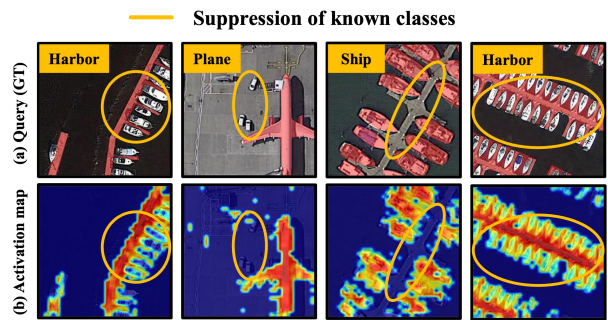 Suppression of known classes
(a) Query (GT)
Harbor
Plane
Ship
Harbor
(b) Activation map